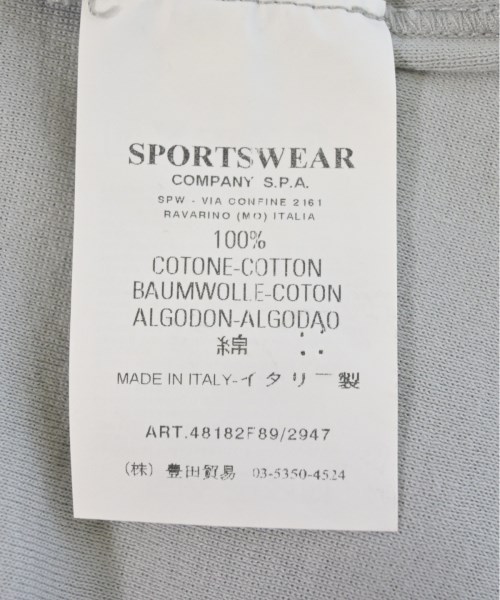 SPORTSWEAR
COMPANY S.P.A.
SPW - VIA CONFINE 2161
RAVARINO (MO) ITALIA
100%
COTONE-COTTON
BAUMWOLLE-COTON
ALGODON-ALGODAO
綿
MADE IN ITALY-イタリー製
ART.48182F89/2947
(株) 豊田貿易 03-5350-4524